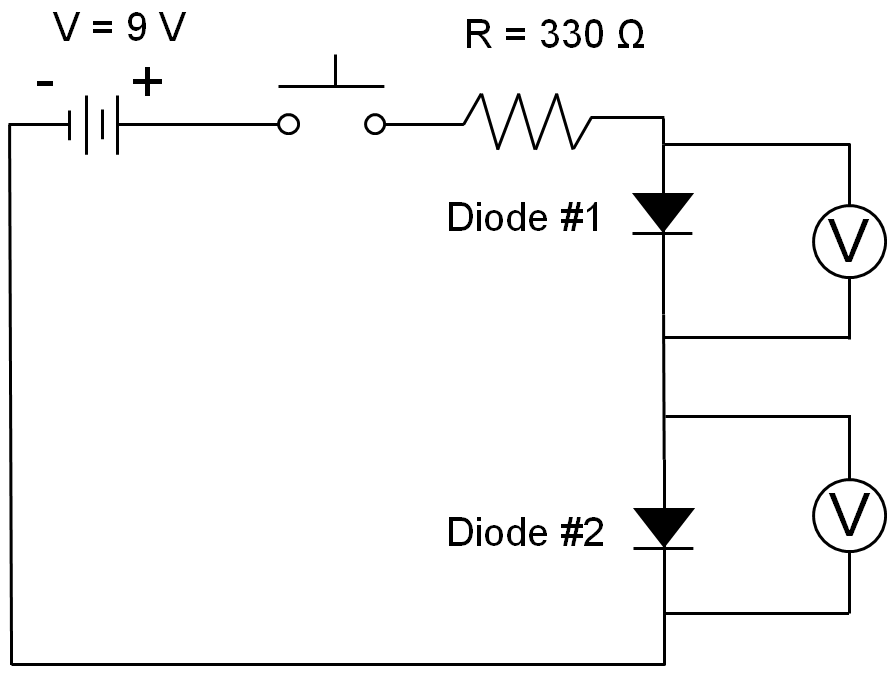 V = 9 V
R = 330 Ω
- +
Diode #1
V
Diode #2
V